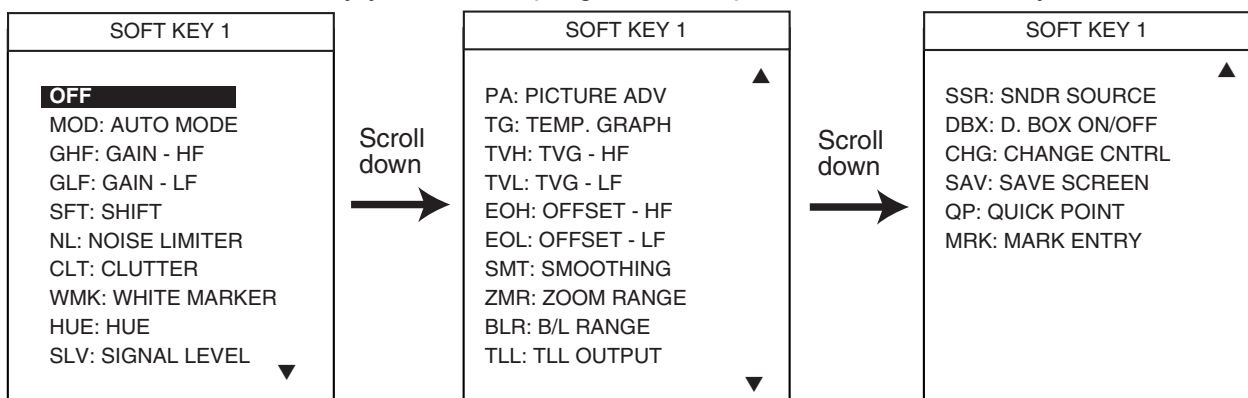 SOFT KEY 1
OFF
MOD: AUTO MODE
GHF: GAIN - HF
GLF: GAIN - LF
SFT: SHIFT
NL: NOISE LIMITER
CLT: CLUTTER
WMK: WHITE MARKER
HUE: HUE
SLV: SIGNAL LEVEL
Scroll
down
SOFT KEY 1
PA: PICTURE ADV
TG: TEMP. GRAPH
TVH: TVG - HF
TVL: TVG - LF
EOH: OFFSET - HF
EOL: OFFSET - LF
SMT: SMOOTHING
ZMR: ZOOM RANGE
BLR: B/L RANGE
TLL: TLL OUTPUT
Scroll
down
SOFT KEY 1
SSR: SNDR SOURCE
DBX: D. BOX ON/OFF
CHG: CHANGE CNTRL
SAV: SAVE SCREEN
QP: QUICK POINT
MRK: MARK ENTRY